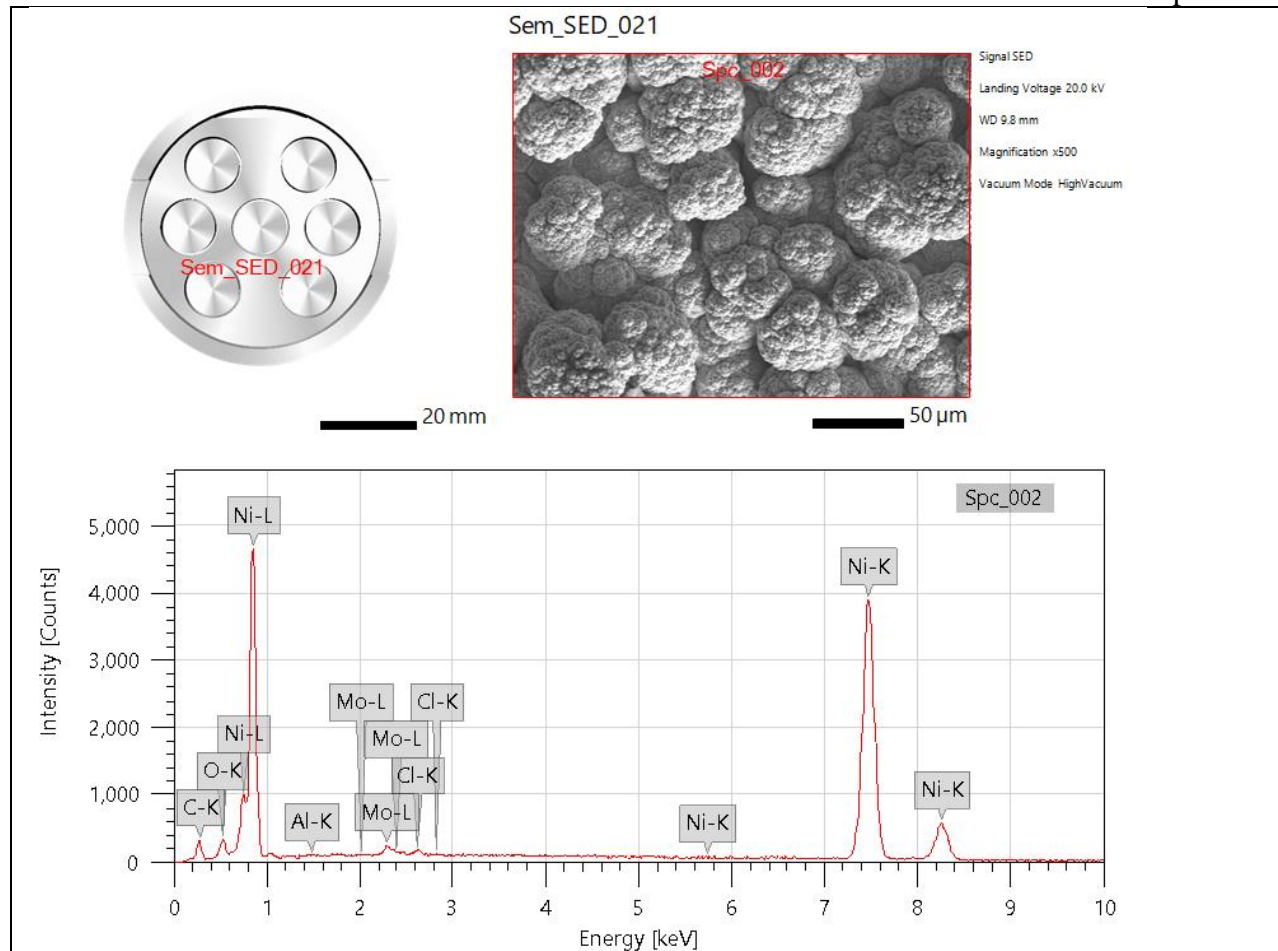 Sem_SED_021
Spc_002
Signal SED
Landing Voltage 20.0 kV
WD 9.8 mm
Magnification x500
Vacuum Mode HighVacuum
Sem_SED_021
20 mm
50 µm
Spc_002
Intensity [Counts]
5,000
4,000
3,000
2,000
1,000
0
Ni-L
Ni-K
Mo-L
Cl-K
Ni-L
Mo-L
O-K
Cl-K
C-K
Al-K
Mo-L
Ni-K
Ni-K
0 1 2 3 4 5 6 7 8 9 10
Energy [keV]